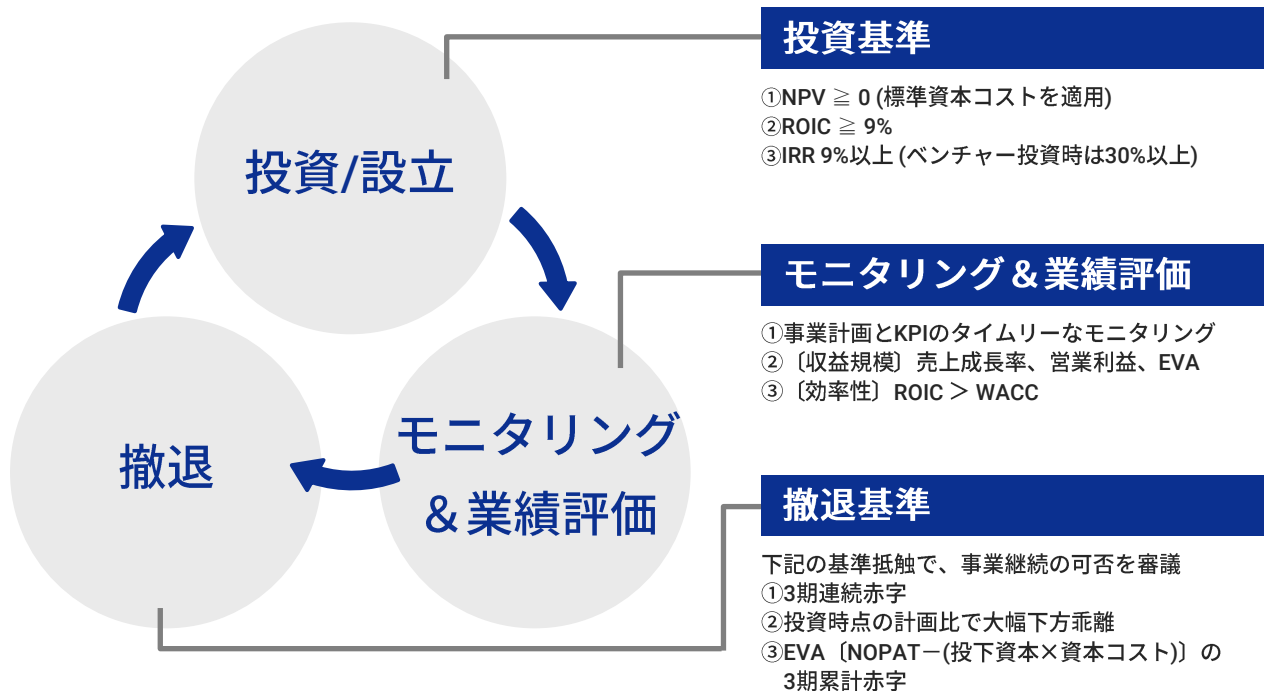 投資/設立
モニタリング
＆業績評価
撤退
投資基準
①NPV ≧ 0 (標準資本コストを適用)
②ROIC ≧ 9%
③IRR 9%以上 (ベンチャー投資時は30%以上)
モニタリング＆業績評価
①事業計画とKPIのタイムリーなモニタリング
②〔収益規模〕売上成長率、営業利益、EVA
③〔効率性〕ROIC ＞ WACC
撤退基準
下記の基準抵触で、事業継続の可否を審議
①3期連続赤字
②投資時点の計画比で大幅下方乖離
③EVA〔NOPAT－(投下資本×資本コスト)〕の
3期累計赤字